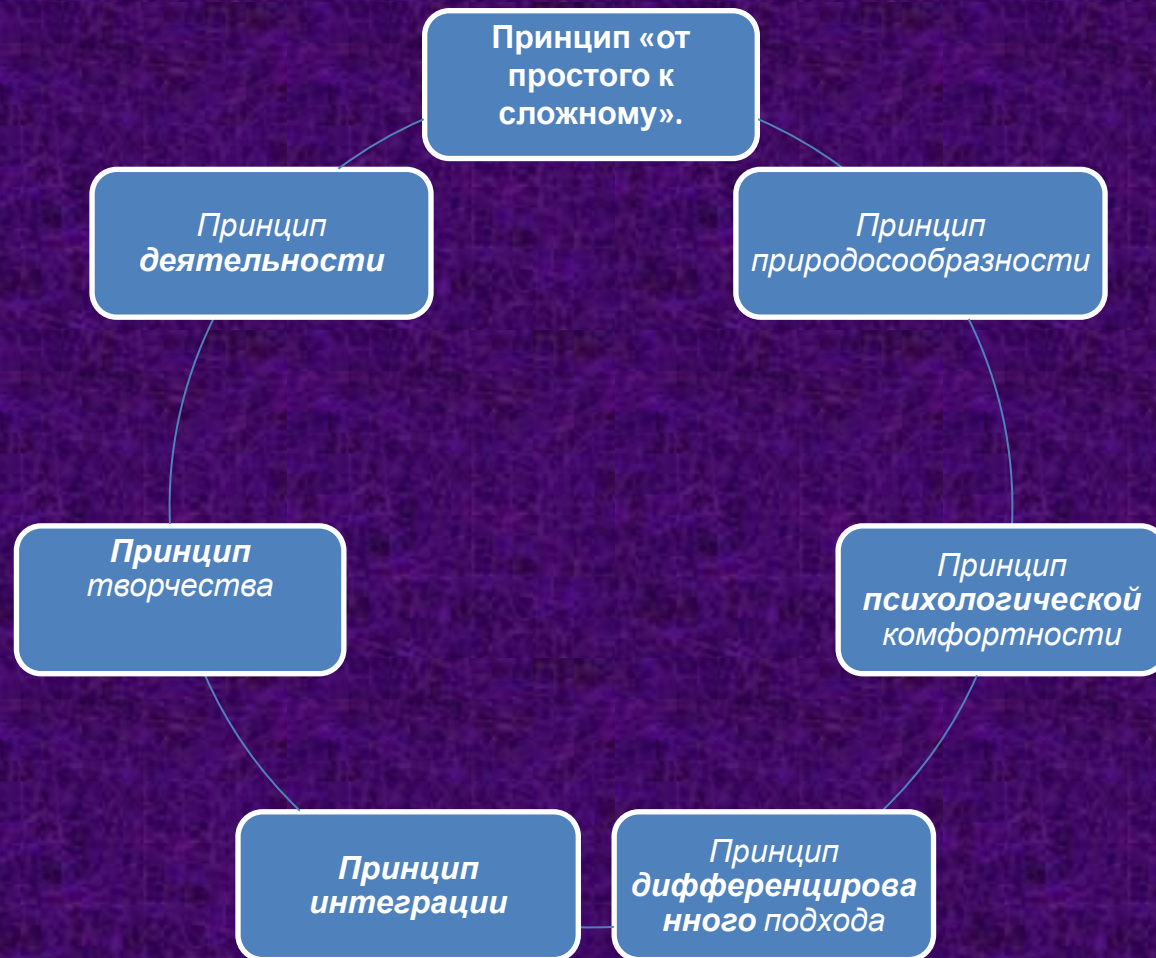 Принцип «от
простого к
сложному».
Принцип
природосообразности
Принцип
психологической
комфортности
Принцип
дифференцирова
нного подхода
Принцип
интеграции
Принцип
творчества
Принцип
деятельности